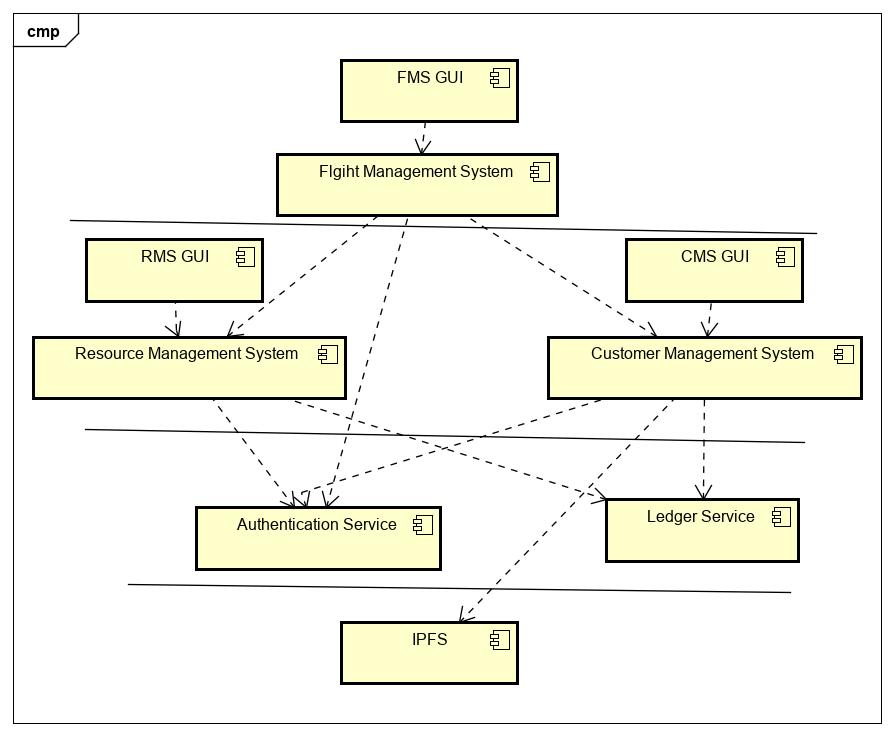 cmp
FMS GUI
Flgiht Management System
RMS GUI
CMS GUI
Resource Management System
Customer Management System
Authentication Service
Ledger Service
IPFS